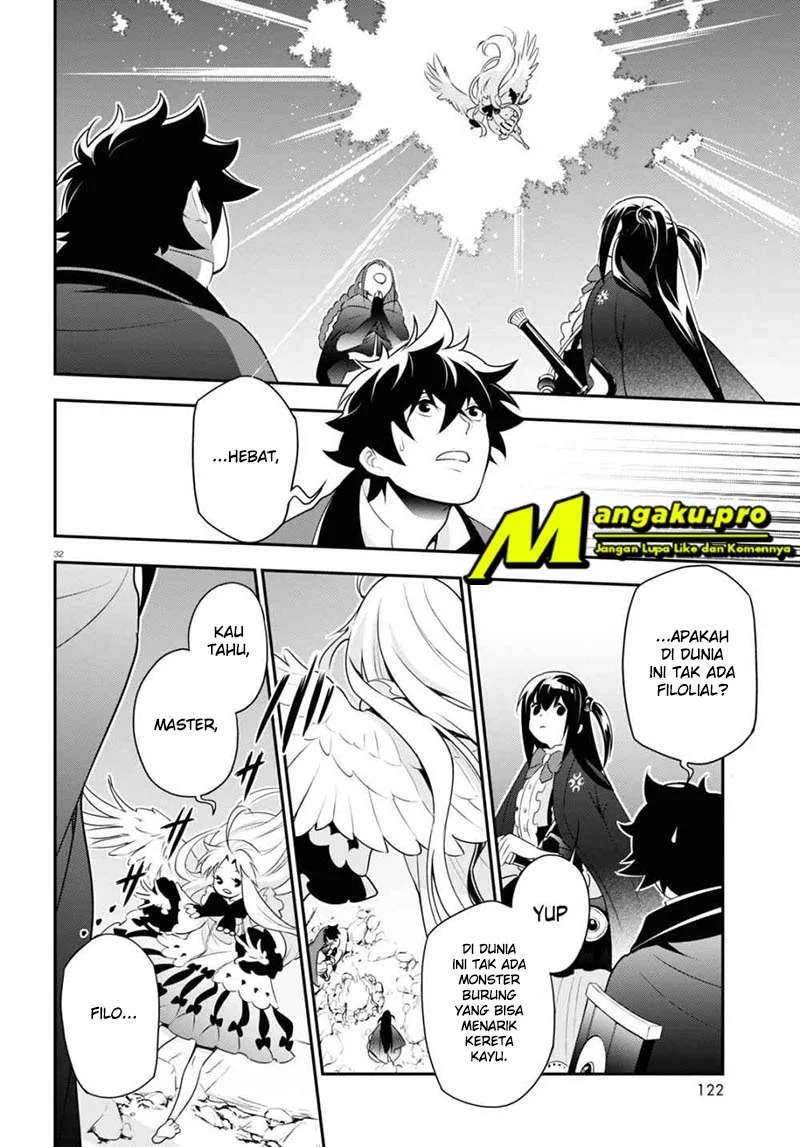 ...HEBAT,
Mangaku.pro
Jangan Lupa Like dan Komennya
32
...APAKAH
DI DUNIA
INI TAK ADA
FILOLIAL?
YUP
DI DUNIA
INI TAK ADA
MONSTER
BURUNG
YANG BISA
MENARIK
KERETA
KAYU.
KAU
TAHU,
MASTER,
FILO...
122